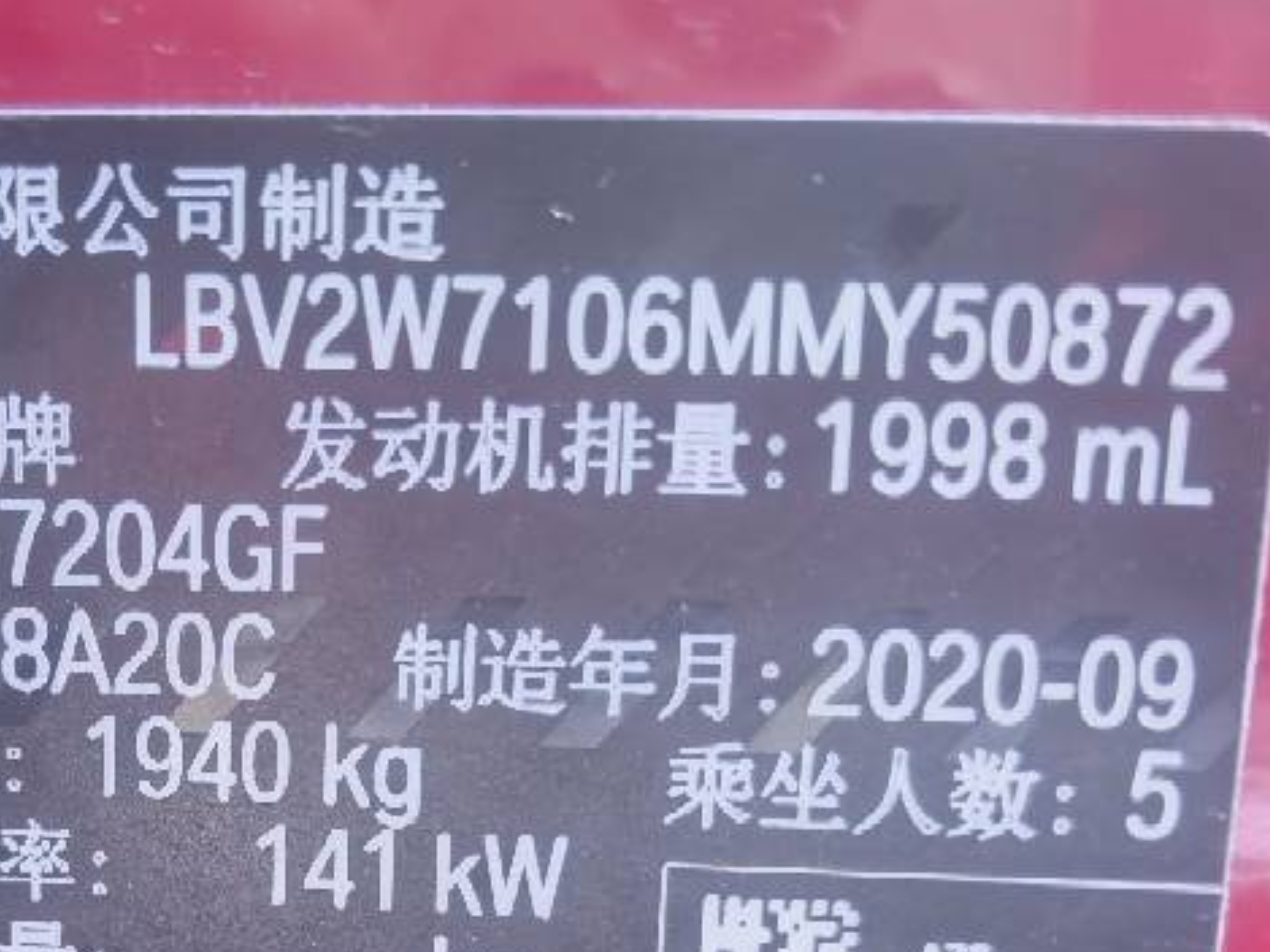 限公司制造
LBV2W7106MMY50872
牌 发动机排量:1998 mL
7204GF
8A20C 制造年月:2020-09
: 1940 kg 乘坐人数: 5
率: 141 kW